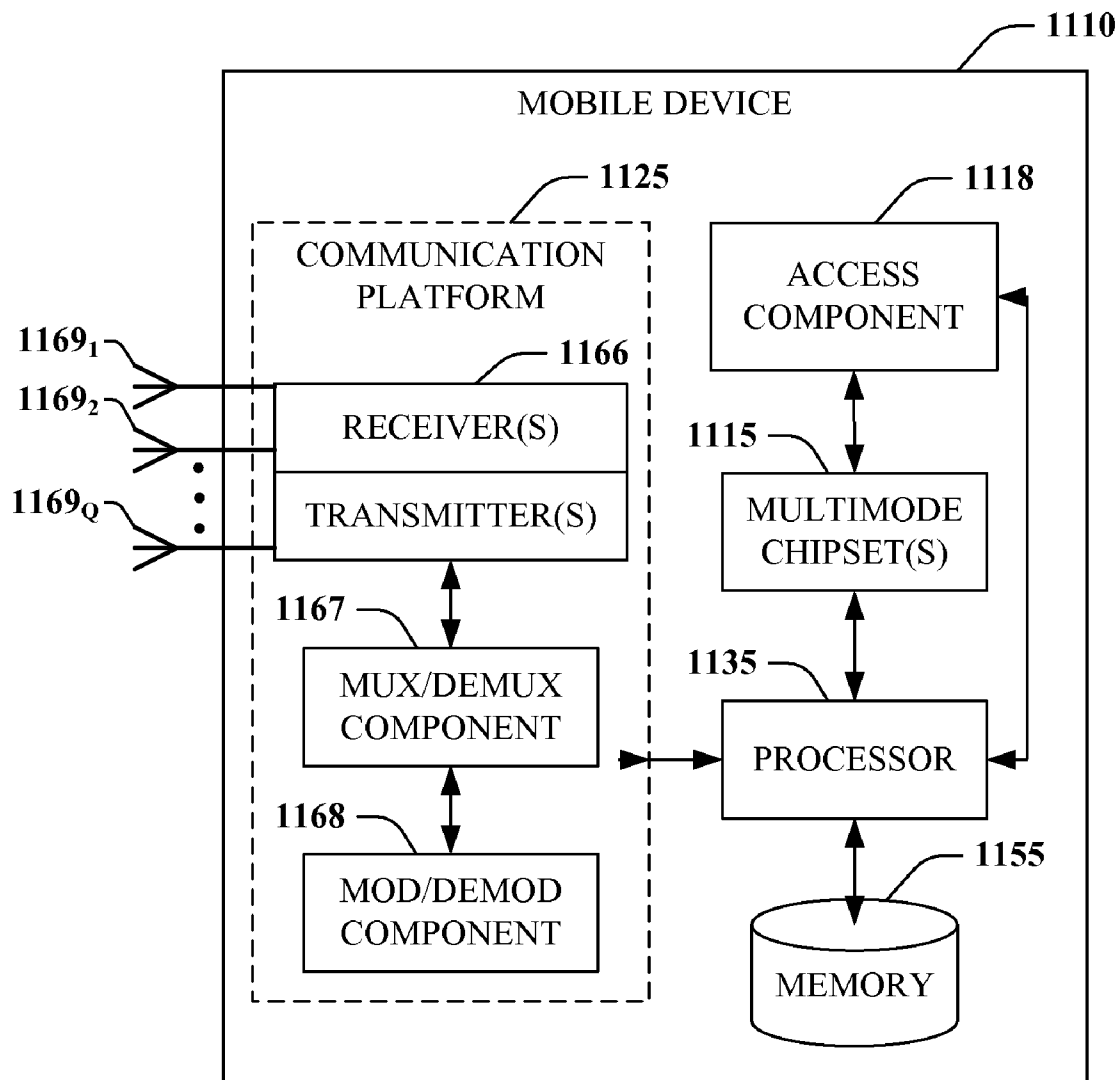 1110
MOBILE DEVICE
1125
1118
COMMUNICATION
PLATFORM
ACCESS
COMPONENT
1169₁
1166
1169₂
RECEIVER(S)
1115
1169Q
TRANSMITTER(S)
MULTIMODE
CHIPSET(S)
1167
1135
MUX/DEMUX
COMPONENT
PROCESSOR
1168
1155
MOD/DEMOD
COMPONENT
MEMORY